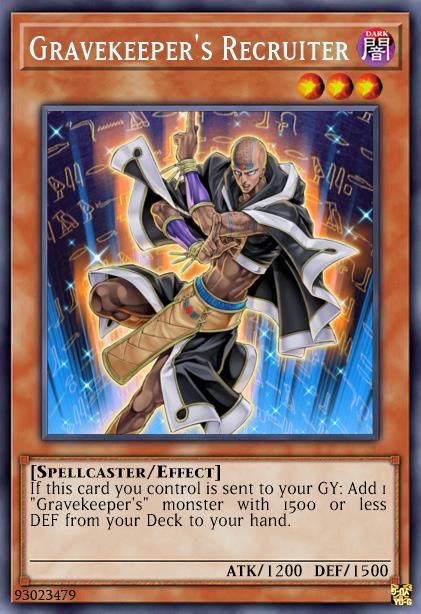 Gravekeeper's Recruiter
DARK
闇
[Spellcaster/Effect]
If this card you control is sent to your GY: Add 1
"Gravekeeper's" monster with 1500 or less
DEF from your Deck to your hand.
ATK/1200 DEF/1500
93023479